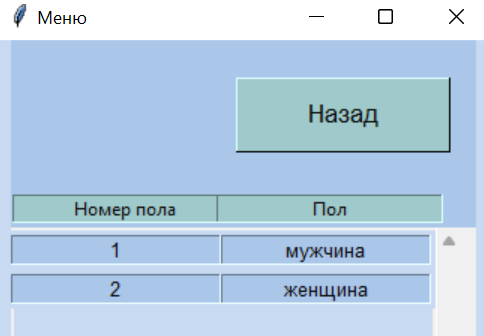 Меню
Назад
Номер пола Пол
1 мужчина
2 женщина